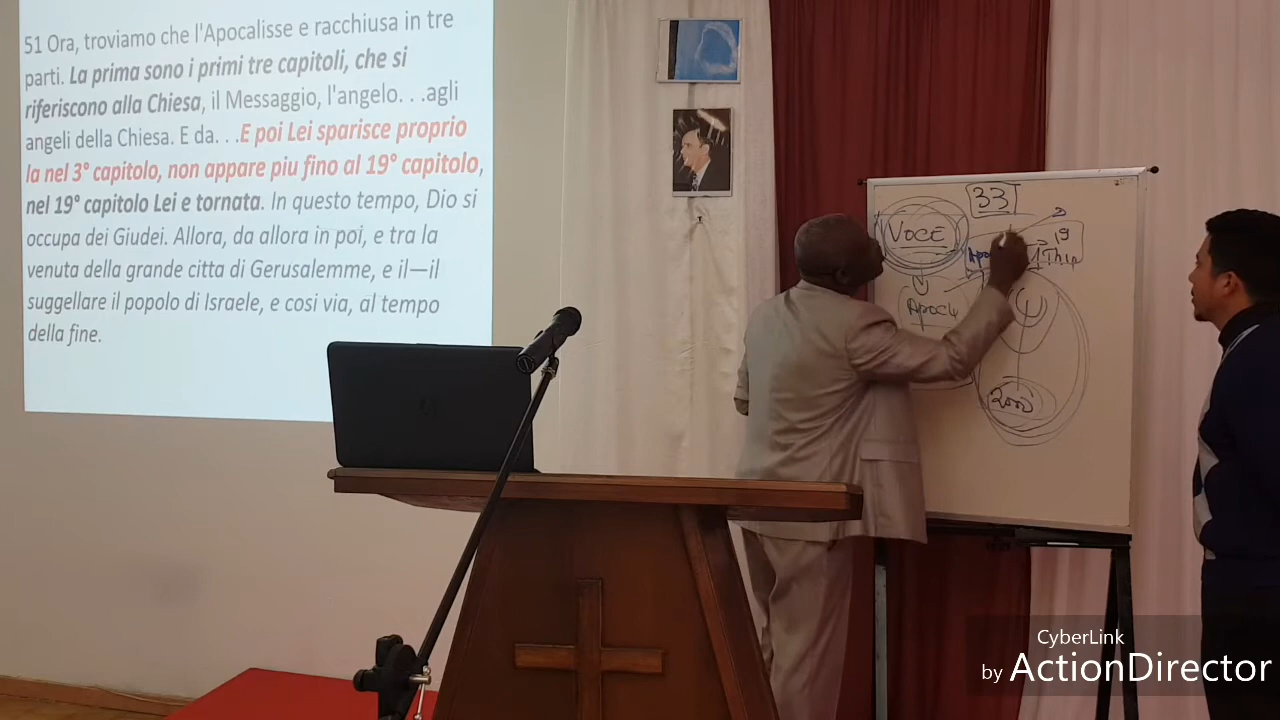 51 Ora, troviamo che l'Apocalisse e racchiusa in tre
parti. La prima sono i primi tre capitoli, che si
riferiscono alla Chiesa, il Messaggio, l'angelo. . .agli
angeli della Chiesa. E da. . .E poi Lei sparisce proprio
la nel 3° capitolo, non appare piu fino al 19° capitolo,
nel 19° capitolo Lei e tornata. In questo tempo, Dio si
occupa dei Giudei. Allora, da allora in poi, e tra la
venuta della grande citta di Gerusalemme, e il—il
suggellare il popolo di Israele, e cosi via, al tempo
della fine.
33
VOCE
19
Apoc4
2000
CyberLink
by ActionDirector